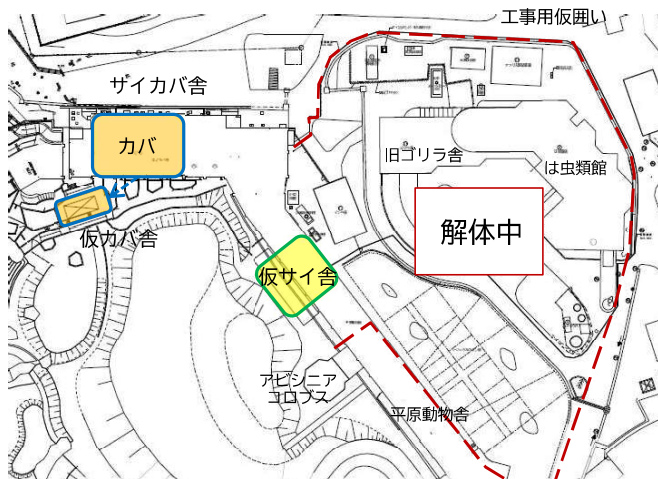 工事用仮囲い
サイカバ舎
カバ
旧ゴリラ舎
は虫類館
解体中
仮カバ舎
仮サイ舎
アビシニア
コロブス
平原動物舎